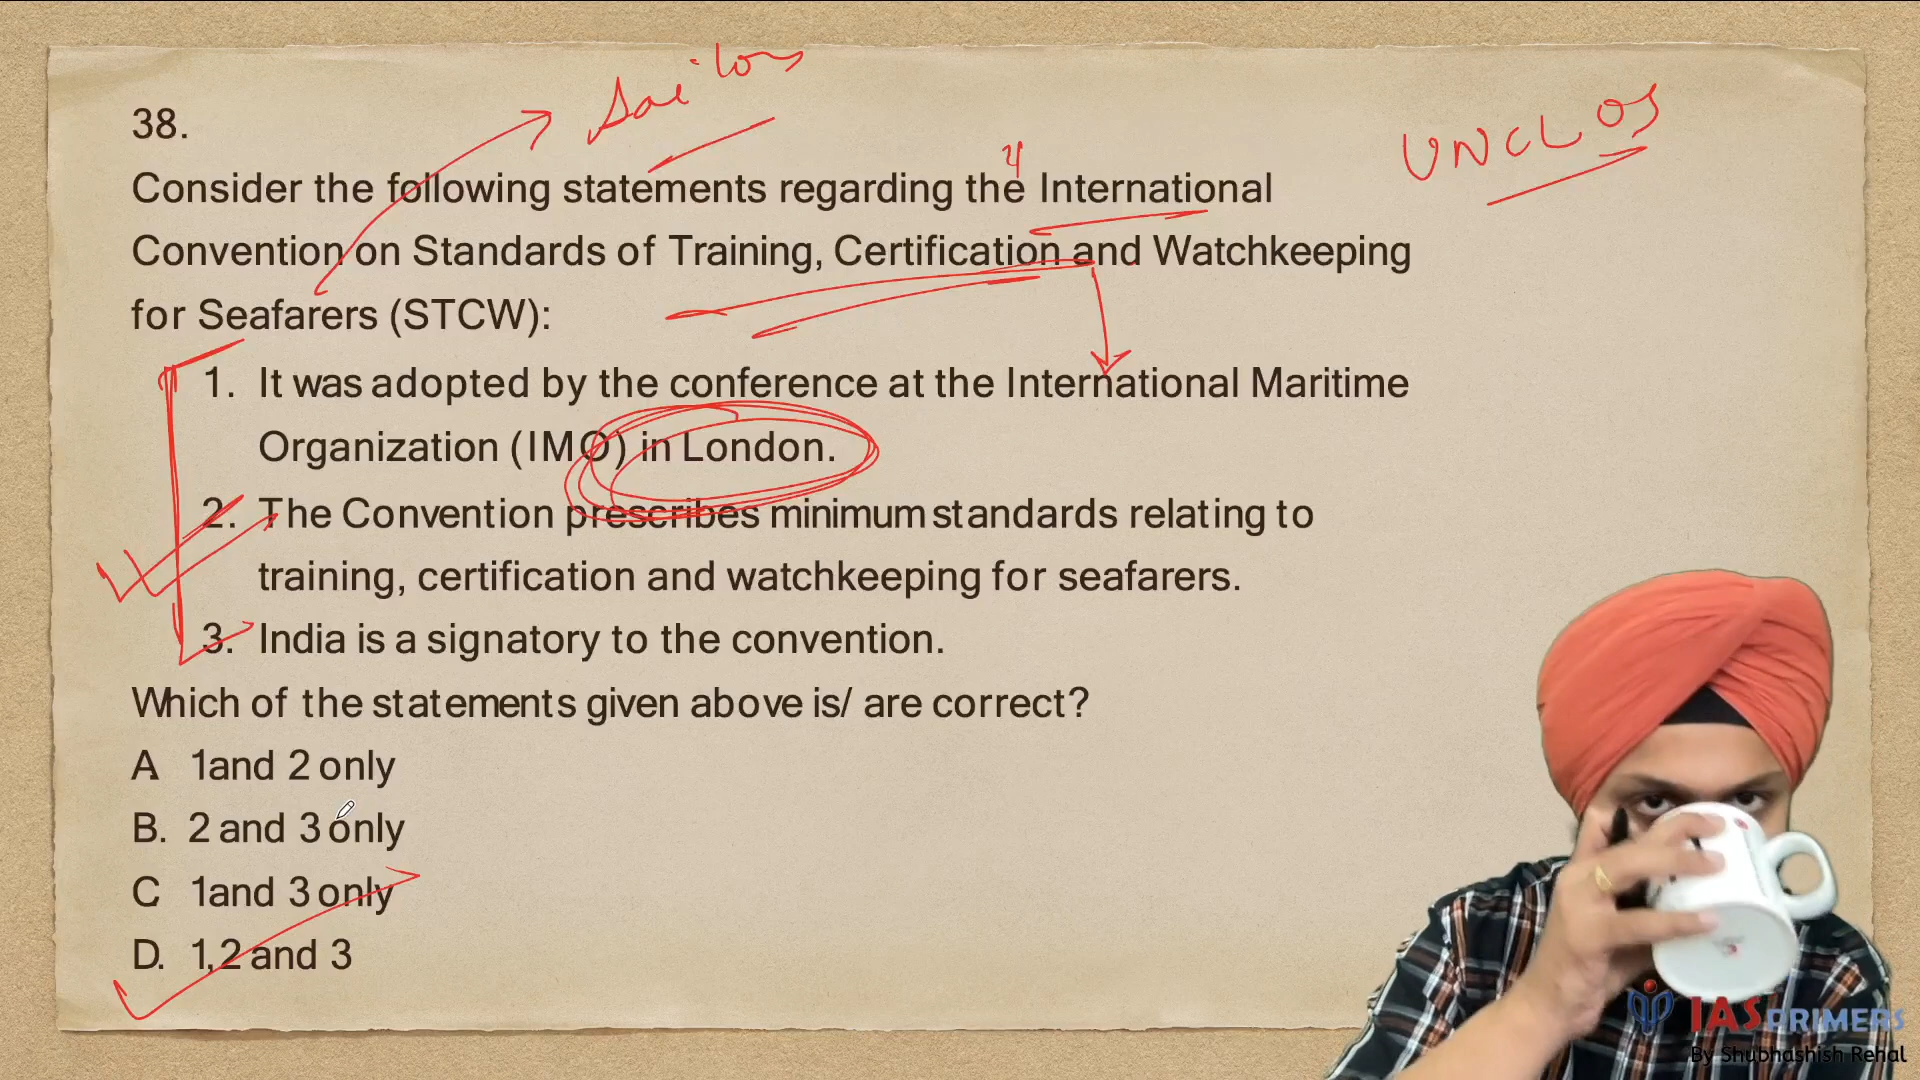 Sailors
UNCLOS
38.
Consider the following statements regarding the International
Convention on Standards of Training, Certification and Watchkeeping
for Seafarers (STCW):
1. It was adopted by the conference at the International Maritime
Organization (IMO) in London.
2. The Convention prescribes minimum standards relating to
training, certification and watchkeeping for seafarers.
3. India is a signatory to the convention.
Which of the statements given above is/ are correct?
A 1and 2 only
B. 2 and 3 only
C 1and 3 only
D. 1,2 and 3
IAS PRIMERS
By Shubhashish Rehal